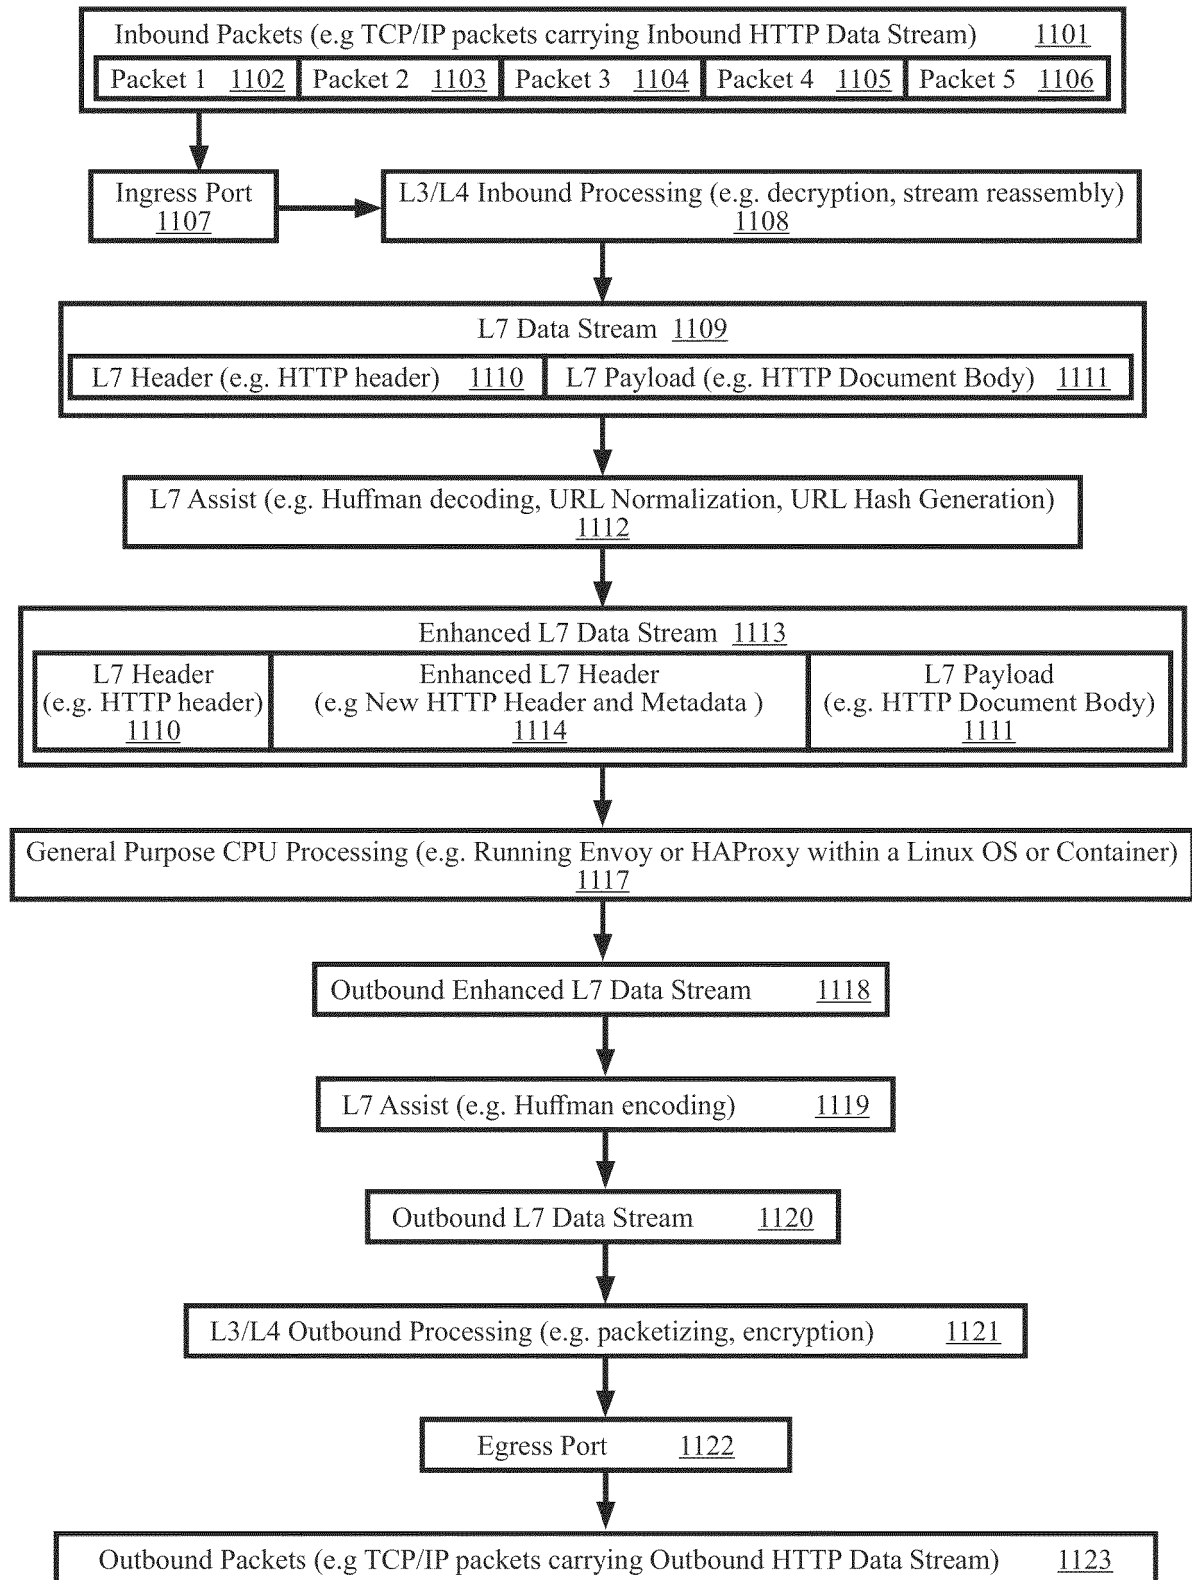 Inbound Packets (e.g TCP/IP packets carrying Inbound HTTP Data Stream) 1101
Packet 1 1102 Packet 2 1103 Packet 3 1104 Packet 4 1105 Packet 5 1106
Ingress Port
1107
L3/L4 Inbound Processing (e.g. decryption, stream reassembly)
1108
L7 Data Stream 1109
L7 Header (e.g. HTTP header) 1110 L7 Payload (e.g. HTTP Document Body) 1111
L7 Assist (e.g. Huffman decoding, URL Normalization, URL Hash Generation)
1112
Enhanced L7 Data Stream 1113
L7 Header
(e.g. HTTP header)
1110
Enhanced L7 Header
(e.g New HTTP Header and Metadata )
1114
L7 Payload
(e.g. HTTP Document Body)
1111
General Purpose CPU Processing (e.g. Running Envoy or HAProxy within a Linux OS or Container)
1117
Outbound Enhanced L7 Data Stream 1118
L7 Assist (e.g. Huffman encoding) 1119
Outbound L7 Data Stream 1120
L3/L4 Outbound Processing (e.g. packetizing, encryption) 1121
Egress Port 1122
Outbound Packets (e.g TCP/IP packets carrying Outbound HTTP Data Stream) 1123